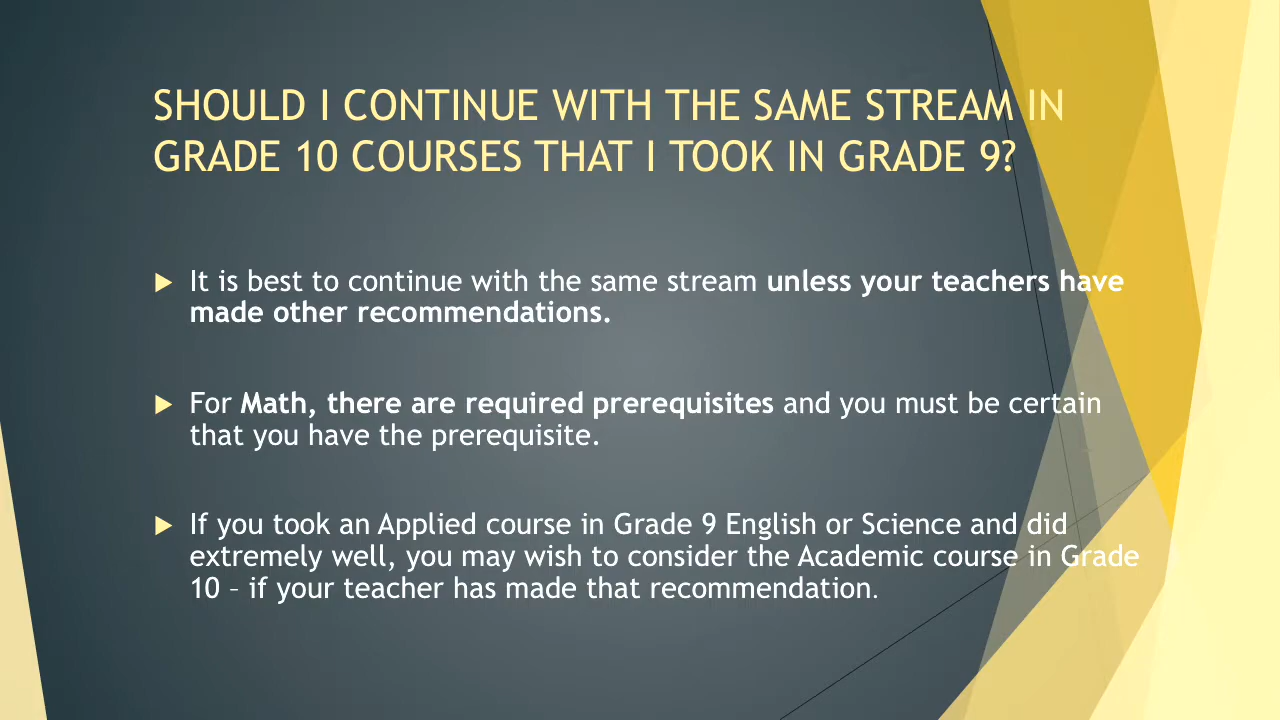 SHOULD I CONTINUE WITH THE SAME STREAM IN
GRADE 10 COURSES THAT I TOOK IN GRADE 9?
It is best to continue with the same stream unless your teachers have
made other recommendations.
For Math, there are required prerequisites and you must be certain
that you have the prerequisite.
If you took an Applied course in Grade 9 English or Science and did
extremely well, you may wish to consider the Academic course in Grade
10 – if your teacher has made that recommendation.